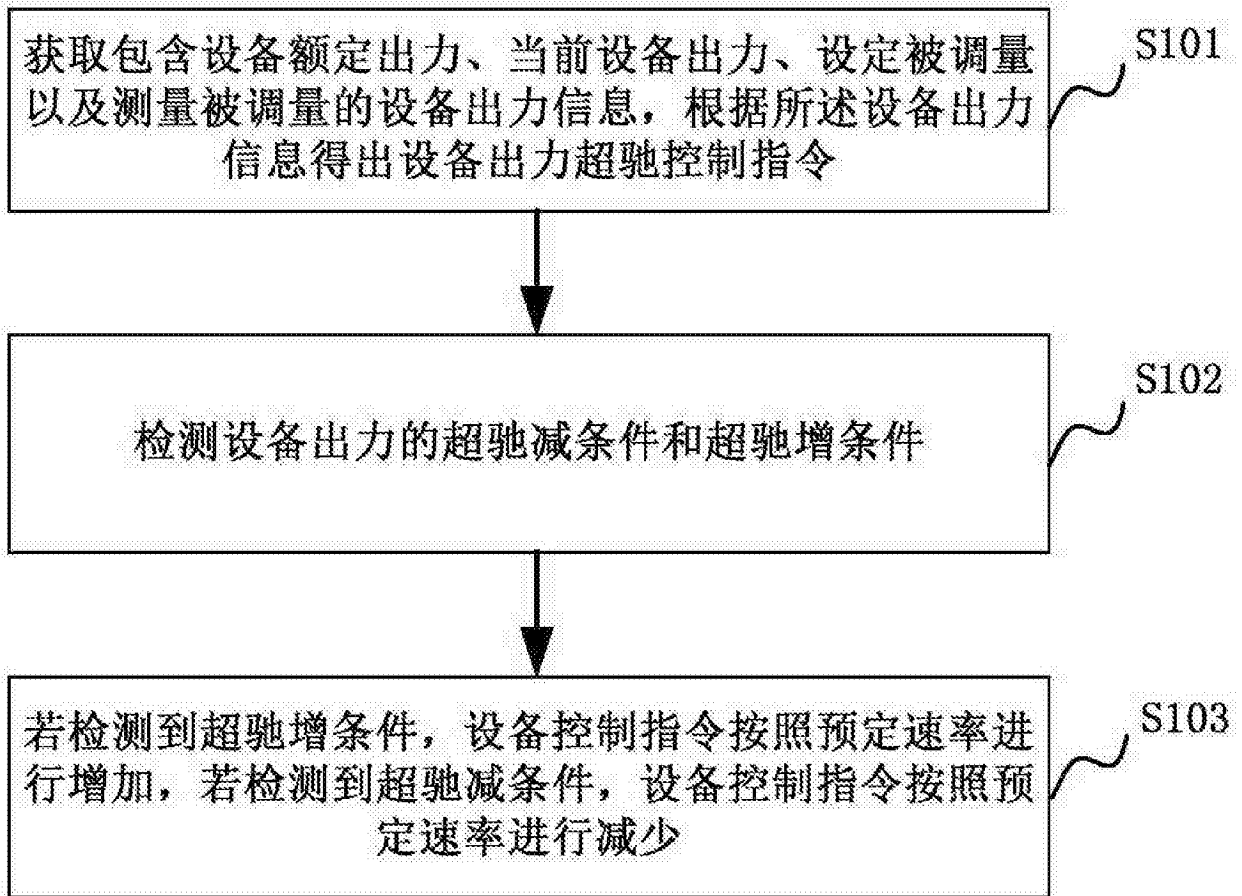 获取包含设备额定出力、当前设备出力、设定被调量
以及测量被调量的设备出力信息，根据所述设备出力
信息得出设备出力超驰控制指令
S101
检测设备出力的超驰减条件和超驰增条件
S102
若检测到超驰增条件，设备控制指令按照预定速率进
行增加，若检测到超驰减条件，设备控制指令按照预
定速率进行减少
S103